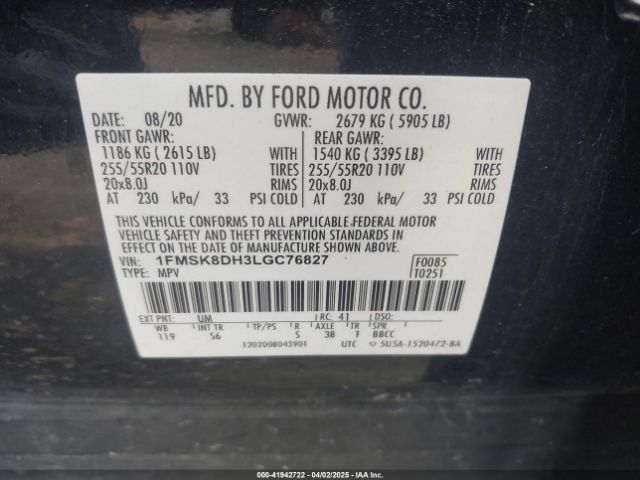 MFD. BY FORD MOTOR CO.
DATE: 08/20 GVWR: 2679 KG ( 5905 LB)
FRONT GAWR: REAR GAWR:
1186 KG ( 2615 LB) WITH 1540 KG ( 3395 LB) WITH
255/55R20 110V TIRES 255/55R20 110V TIRES
20x8.0J RIMS 20x8.0J RIMS
AT 230 kPa/ 33 PSI COLD AT 230 kPa/ 33 PSI COLD
THIS VEHICLE CONFORMS TO ALL APPLICABLE FEDERAL MOTOR
VEHICLE SAFETY AND THEFT PREVENTION STANDARDS IN
EFFECT ON THE DATE OF MANUFACTURE SHOWN ABOVE.
VIN: 1FMSK8DH3LGC76827 F0085
TYPE: MPV T0251
EXT PNT: UM RC: 41 DSO:
WB INT TR TP/PS R AXLE TR SPR
119 56 5 3B F BBCC
1202008043901 UTC 5U5A-1520472-BA
000-41942722 - 04/02/2025 - IAAI.COM